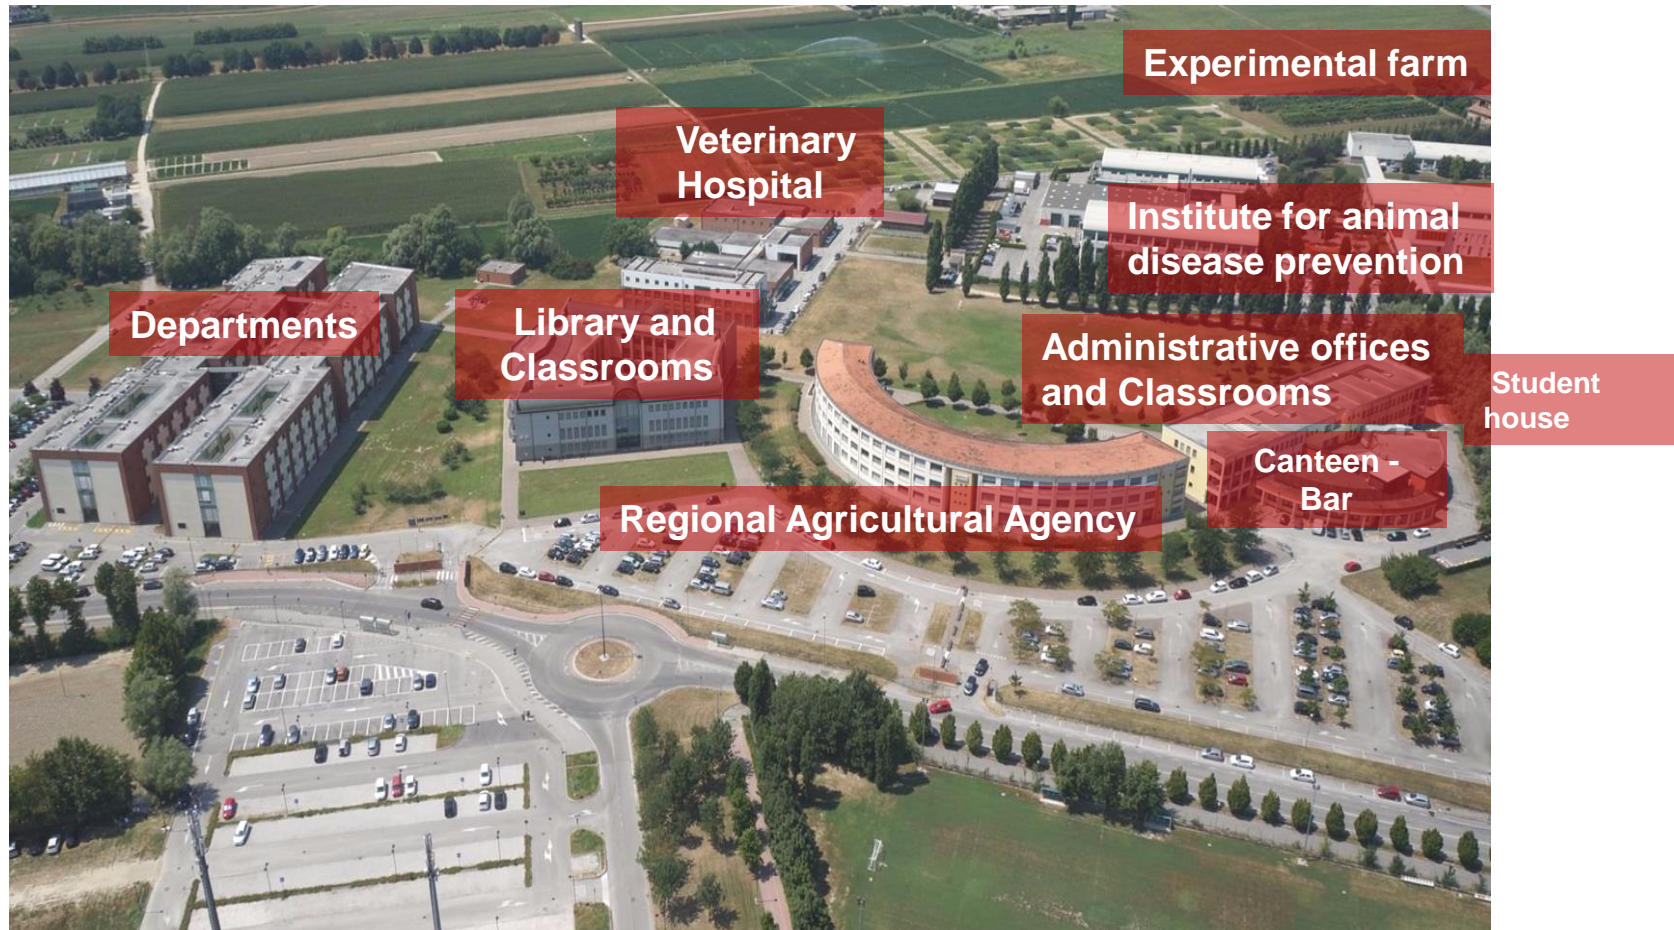 Experimental farm
Veterinary
Hospital
Institute for animal
disease prevention
Departments
Library and
Classrooms
Administrative offices
and Classrooms
Student
house
Canteen -
Bar
Regional Agricultural Agency